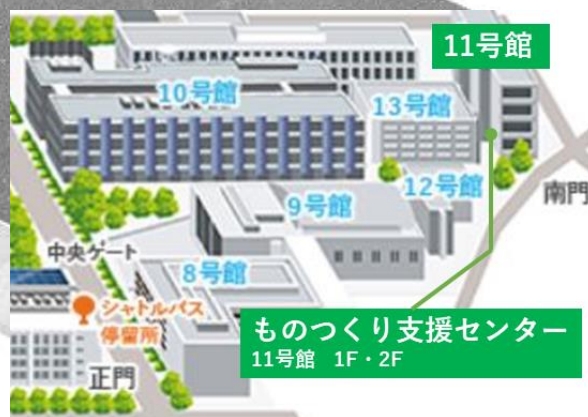 11号館
10号館
13号館
12号館
南門
9号館
中央ゲート
8号館
シャトルバス
停留所
ものつくり支援センター
11号館 1F・2F
正門